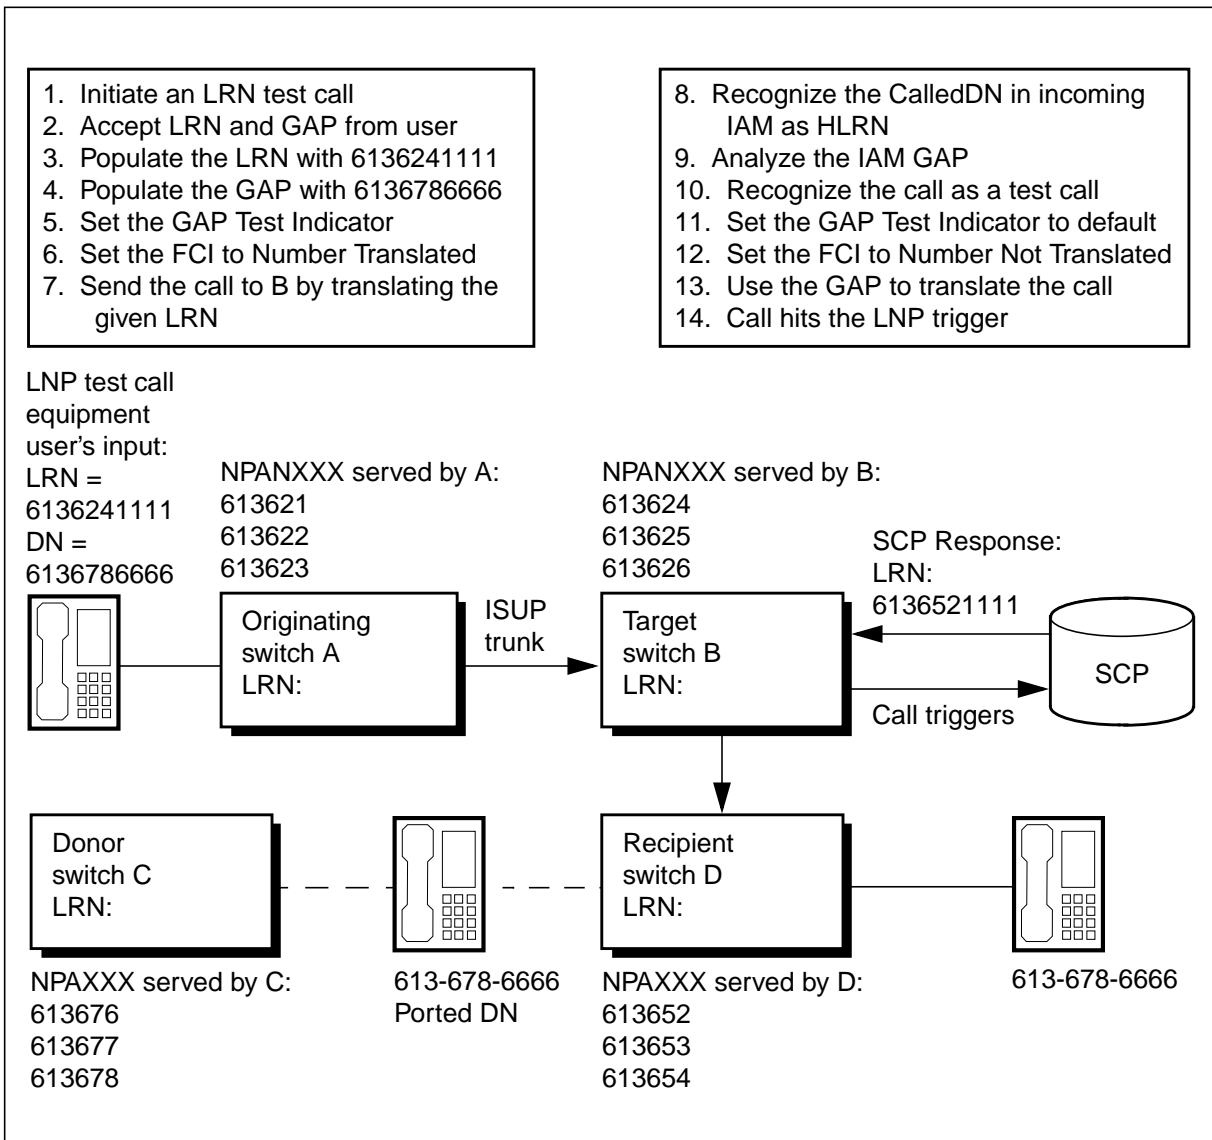 1. Initiate an LRN test call
2. Accept LRN and GAP from user
3. Populate the LRN with 6136241111
4. Populate the GAP with 6136786666
5. Set the GAP Test Indicator
6. Set the FCI to Number Translated
7. Send the call to B by translating the
given LRN
8. Recognize the CalledDN in incoming
IAM as HLRN
9. Analyze the IAM GAP
10. Recognize the call as a test call
11. Set the GAP Test Indicator to default
12. Set the FCI to Number Not Translated
13. Use the GAP to translate the call
14. Call hits the LNP trigger
LNP test call
equipment
user's input:
LRN =
6136241111
DN =
6136786666
NPANXXX served by A:
613621
613622
613623
NPANXXX served by B:
613624
613625
613626
SCP Response:
LRN:
6136521111
Originating
switch A
LRN:
ISUP
trunk
Target
switch B
LRN:
SCP
Call triggers
Donor
switch C
LRN:
Recipient
switch D
LRN:
NPAXXX served by C:
613676
613677
613678
613-678-6666
Ported DN
NPAXXX served by D:
613652
613653
613654
613-678-6666